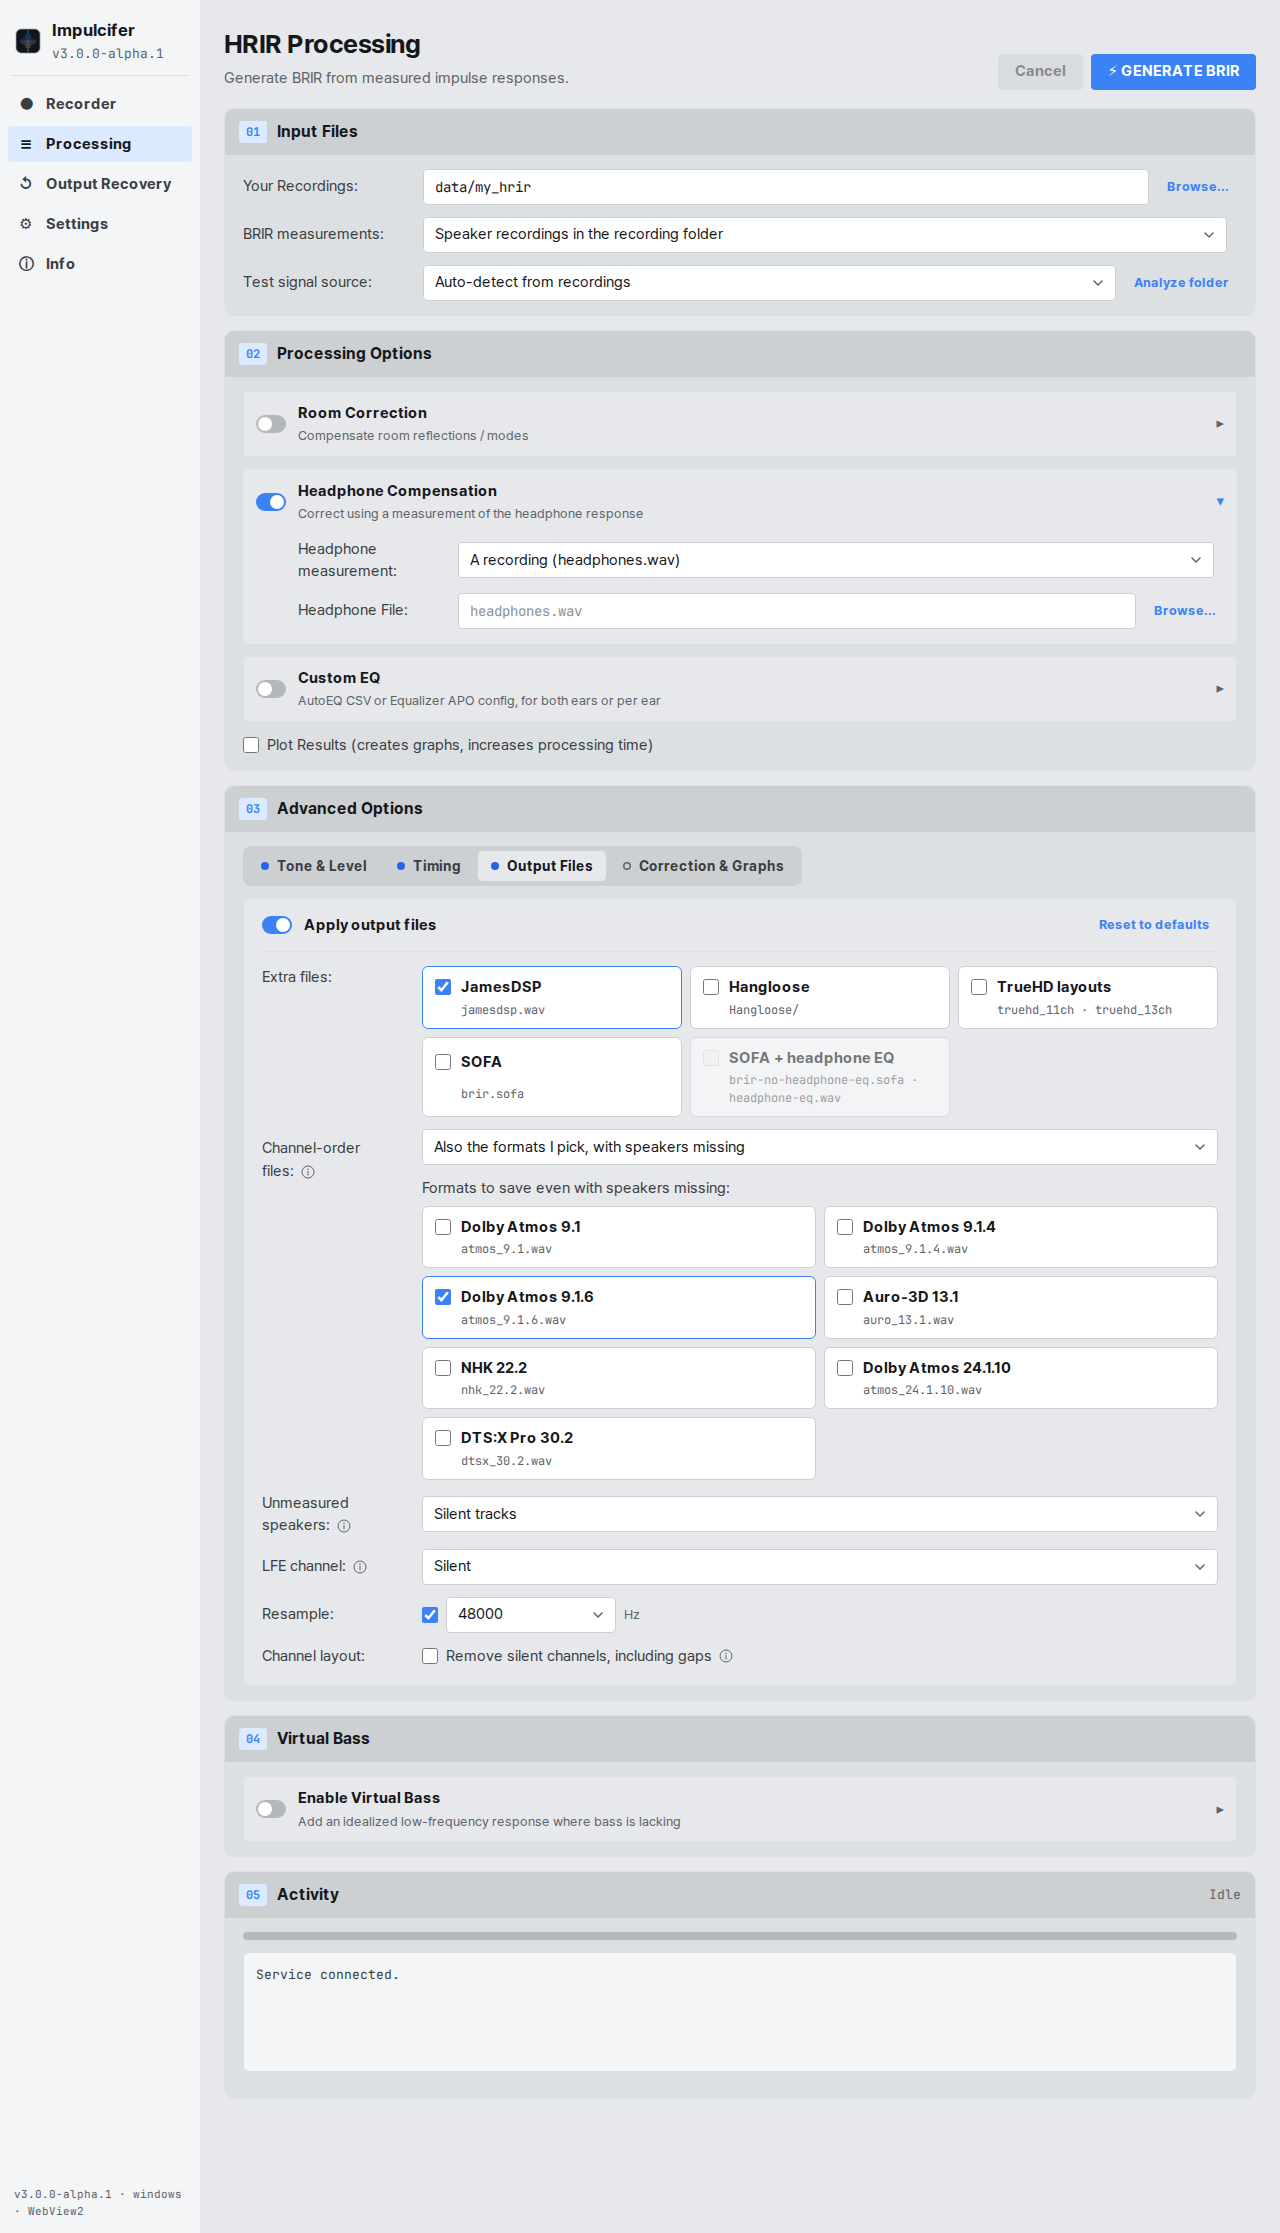 Impulcifer
v3.0.0-alpha.1
Recorder
Processing
Output Recovery
Settings
Info
HRIR Processing
Generate BRIR from measured impulse responses.
Cancel
⚡ GENERATE BRIR
01 Input Files
Your Recordings: data/my_hrir Browse...
BRIR measurements: Speaker recordings in the recording folder
Test signal source: Auto-detect from recordings Analyze folder
02 Processing Options
Room Correction
Compensate room reflections / modes
Headphone Compensation
Correct using a measurement of the headphone response
Headphone
measurement:
A recording (headphones.wav)
Headphone File: headphones.wav Browse...
Custom EQ
AutoEQ CSV or Equalizer APO config, for both ears or per ear
Plot Results (creates graphs, increases processing time)
03 Advanced Options
Tone & Level Timing Output Files Correction & Graphs
Apply output files Reset to defaults
Extra files:
JamesDSP
jamesdsp.wav
Hangloose
Hangloose/
TrueHD layouts
truehd_11ch · truehd_13ch
SOFA
brir.sofa
SOFA + headphone EQ
brir-no-headphone-eq.sofa ·
headphone-eq.wav
Channel-order
files:
Also the formats I pick, with speakers missing
Formats to save even with speakers missing:
Dolby Atmos 9.1
atmos_9.1.wav
Dolby Atmos 9.1.4
atmos_9.1.4.wav
Dolby Atmos 9.1.6
atmos_9.1.6.wav
Auro-3D 13.1
auro_13.1.wav
NHK 22.2
nhk_22.2.wav
Dolby Atmos 24.1.10
atmos_24.1.10.wav
DTS:X Pro 30.2
dtsx_30.2.wav
Unmeasured
speakers:
Silent tracks
LFE channel: Silent
Resample: 48000 Hz
Channel layout: Remove silent channels, including gaps
04 Virtual Bass
Enable Virtual Bass
Add an idealized low-frequency response where bass is lacking
05 Activity Idle
Service connected.
v3.0.0-alpha.1 · windows
· WebView2